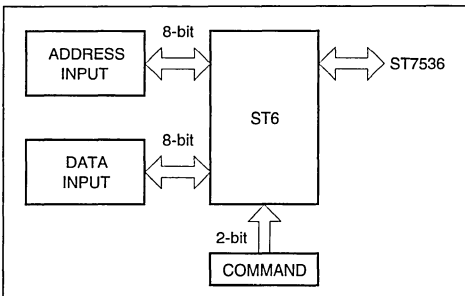 8-bit
ADDRESS
INPUT
ST7536
ST6
8-bit
DATA
INPUT
2-bit
COMMAND